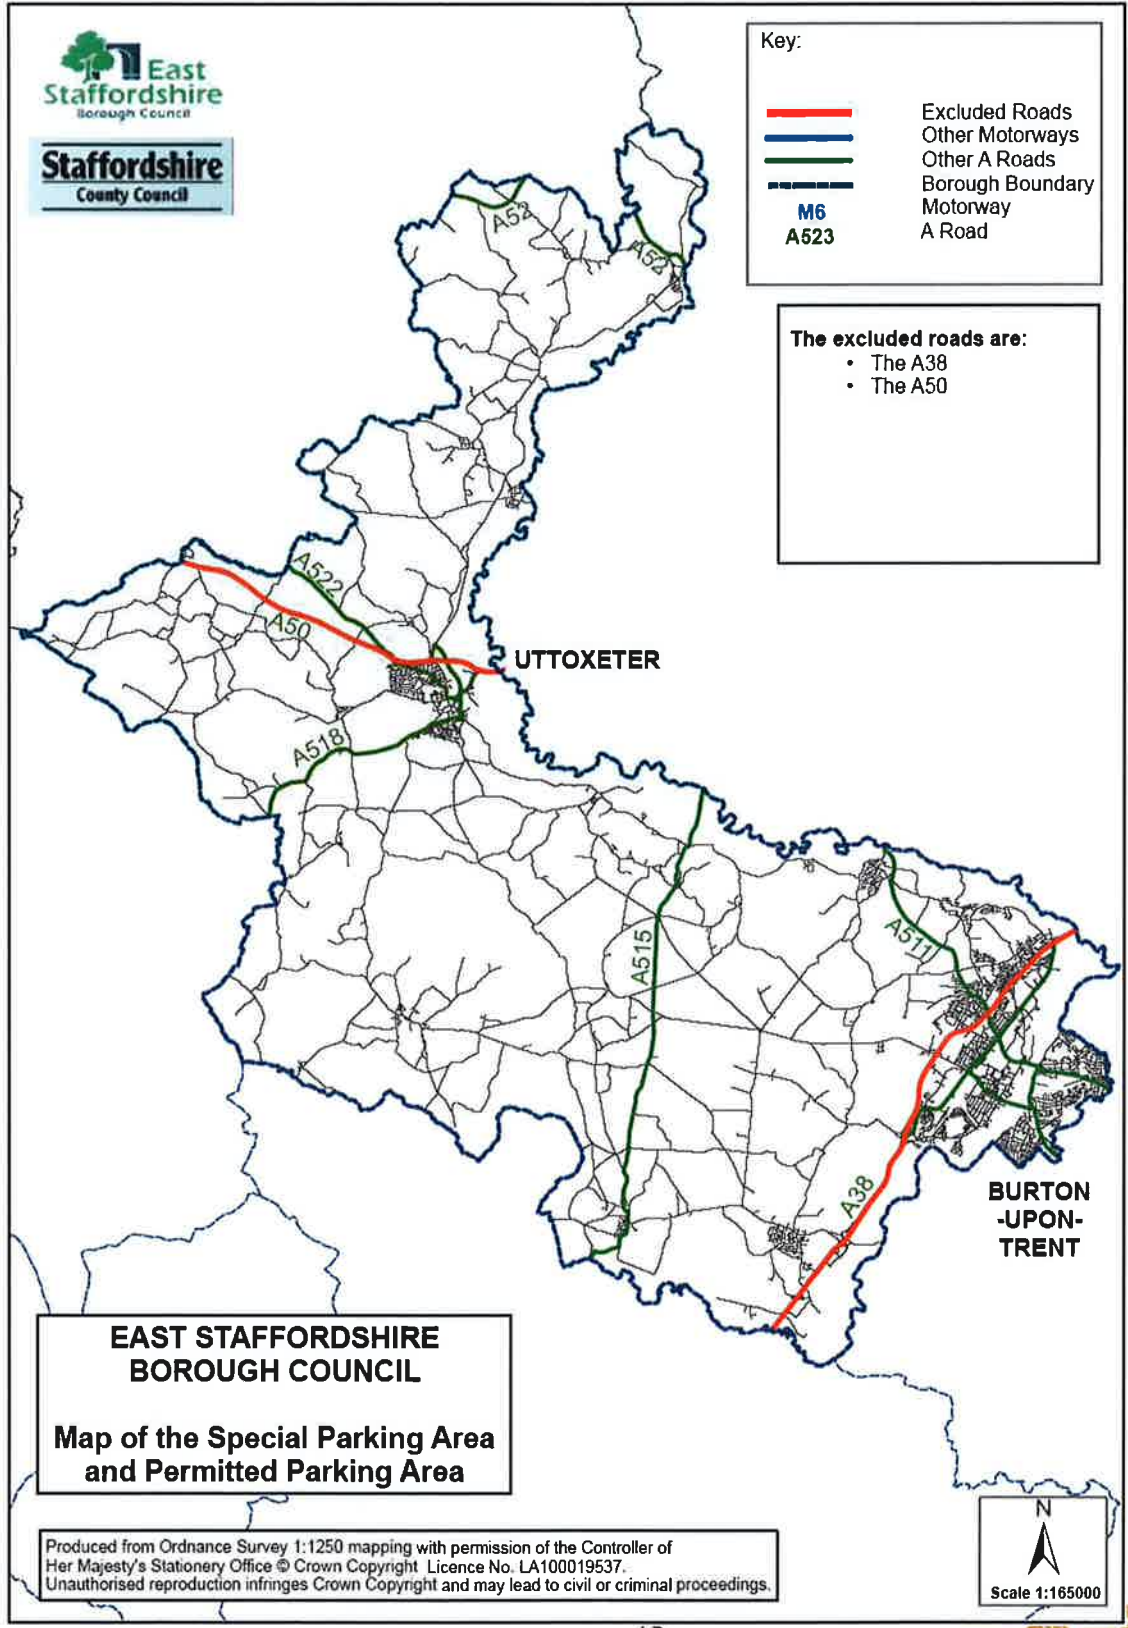 East
Staffordshire
Borough Council
Staffordshire
County Council
Key:
Excluded Roads
Other Motorways
Other A Roads
Borough Boundary
M6 Motorway
A523 A Road
The excluded roads are:
• The A38
• The A50
A52
A52
A522
A50
UTTOXETER
A518
A515
A511
A38
BURTON
-UPON-
TRENT
EAST STAFFORDSHIRE
BOROUGH COUNCIL
Map of the Special Parking Area
and Permitted Parking Area
N
Scale 1:165000
Produced from Ordnance Survey 1:1250 mapping with permission of the Controller of
Her Majesty's Stationery Office © Crown Copyright Licence No. LA100019537.
Unauthorised reproduction infringes Crown Copyright and may lead to civil or criminal proceedings.